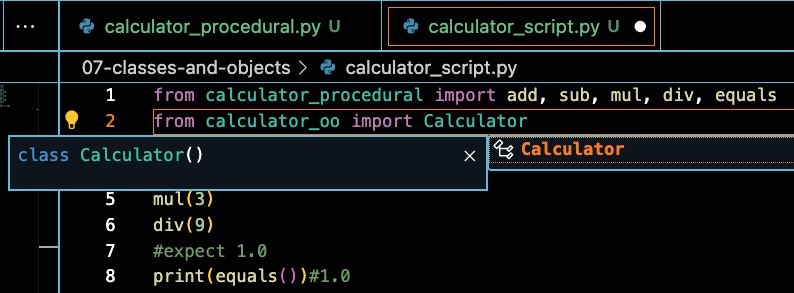 ... calculator_procedural.py U calculator_script.py U
07-classes-and-objects > calculator_script.py
1 from calculator_procedural import add, sub, mul, div, equals
2 from calculator_oo import Calculator
class Calculator() × Calculator
5 mul(3)
6 div(9)
7 #expect 1.0
8 print(equals())#1.0